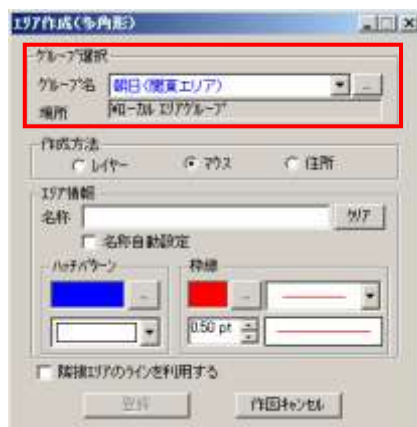 ｴﾘｱ作成(多角形)
ｸﾞﾙｰﾌﾟ選択
ｸﾞﾙｰﾌﾟ名 朝日(関東エリア) ...
場所 *ﾛｰｶﾙ ｴﾘｱｸﾞﾙｰﾌﾟ
作成方法
ﾚｲﾔｰ ﾏｳｽ 住所
ｴﾘｱ情報
名称 ｸﾘｱ
名称自動設定
ﾊｯﾁﾊﾟﾀｰﾝ 枠線
... ...
0.50 pt
隣接ｴﾘｱのラインを利用する
登録 作図ｷｬﾝｾﾙ